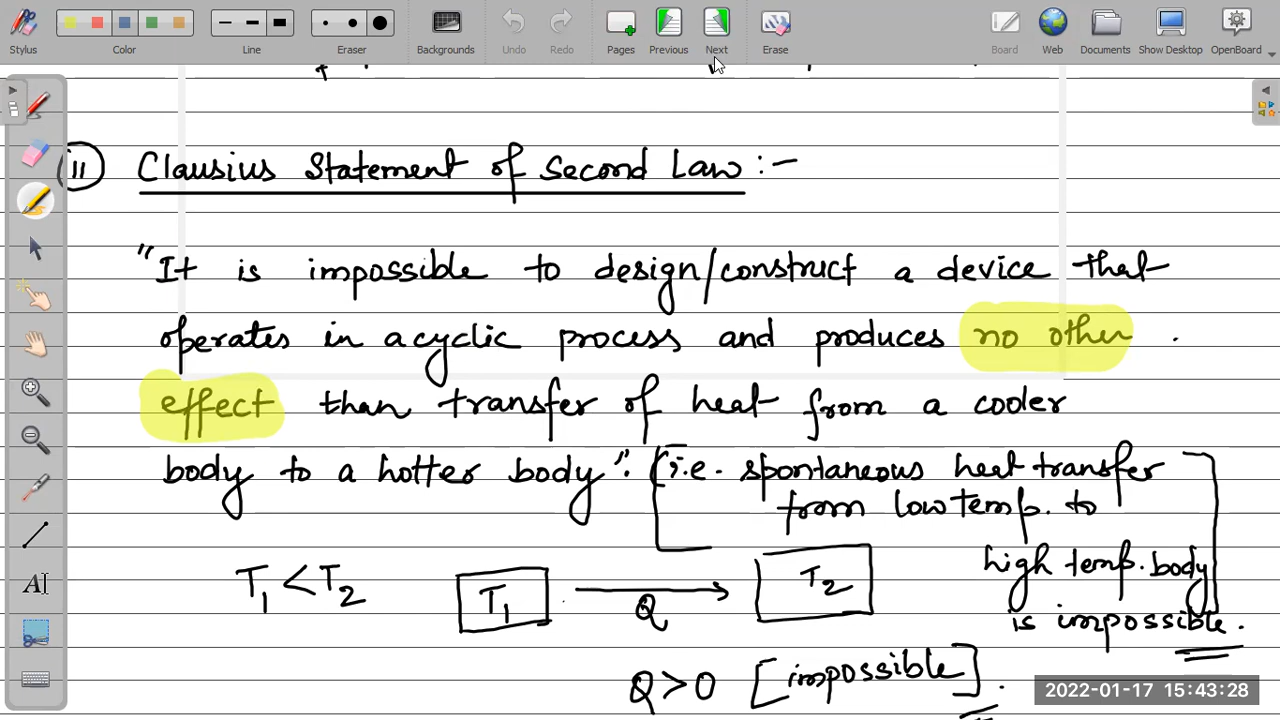 Stylus
Color
Line
Eraser
Backgrounds
Undo
Redo
Pages
Previous
Next
Erase
Board
Web
Documents
Show Desktop
OpenBoard
(ii) Clausius Statement of Second Law :-
"It is impossible to design/construct a device that
operates in a cyclic process and produces no other
effect than transfer of heat from a cooler
body to a hotter body". (i.e. spontaneous heat transfer
from low temp. to
high temp. body
is impossible.
T₁ < T₂
T₁
Q
T₂
Q > 0 [impossible].
2022-01-17 15:43:28